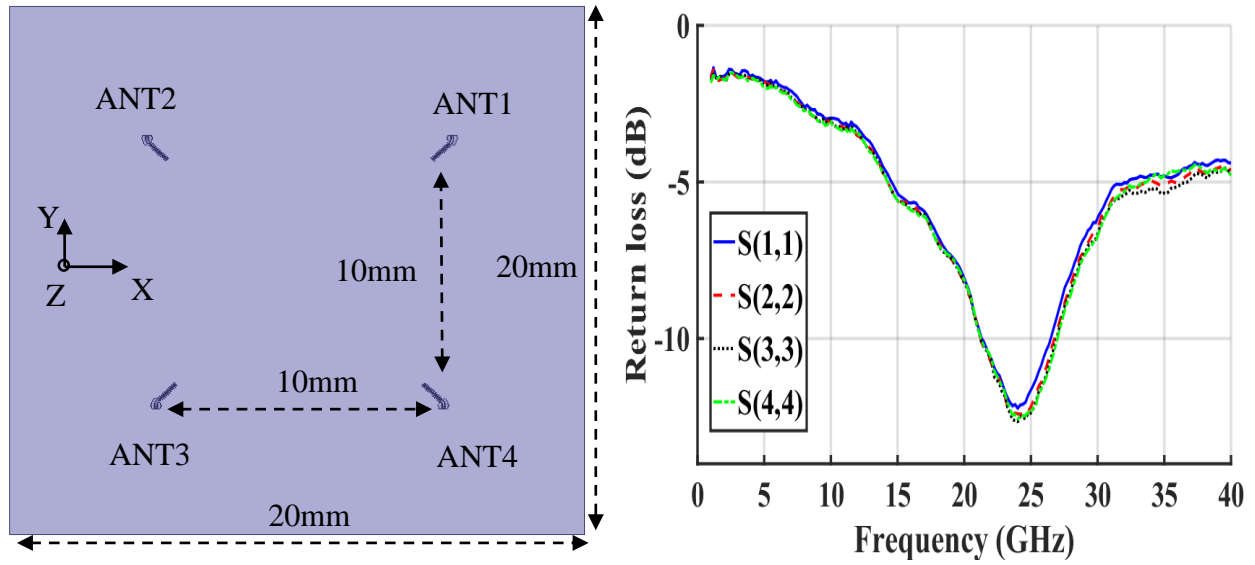 ANT2
ANT1
Y
Z
X
10mm
20mm
10mm
ANT3
ANT4
20mm
Return loss (dB)
0
-5
-10
S(1,1)
S(2,2)
S(3,3)
S(4,4)
0
5
10
15
20
25
30
35
40
Frequency (GHz)